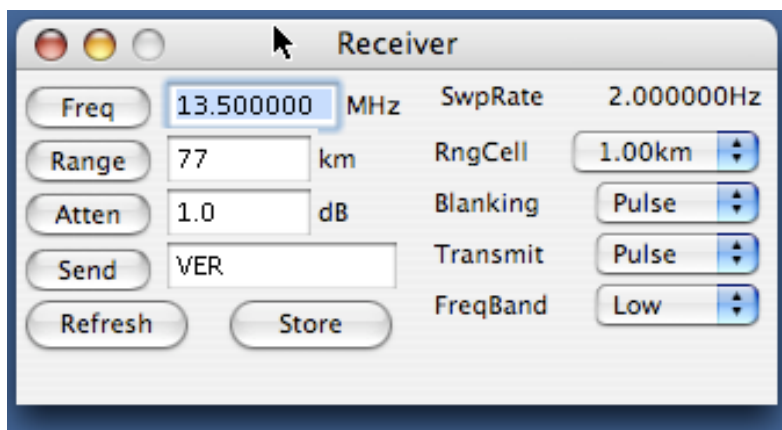 Receiver
Freq 13.500000 MHz SwpRate 2.000000Hz
Range 77 km RngCell 1.00km
Atten 1.0 dB Blanking Pulse
Send VER Transmit Pulse
Refresh Store FreqBand Low